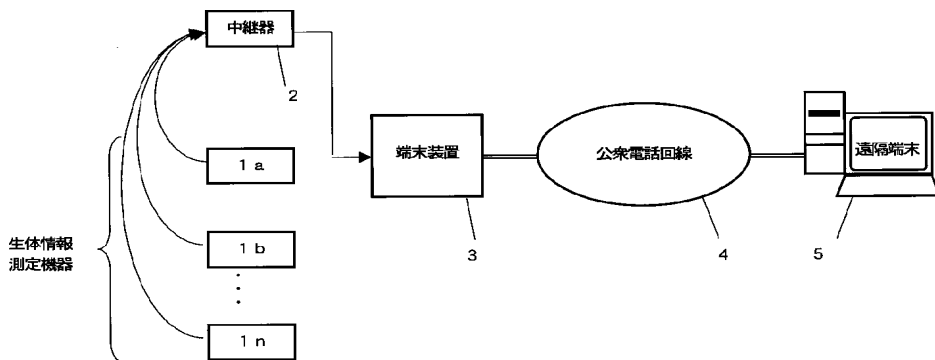 中継器
2
1a
端末装置
3
公衆電話回線
4
遠隔端末
5
生体情報
測定機器
1b
1n